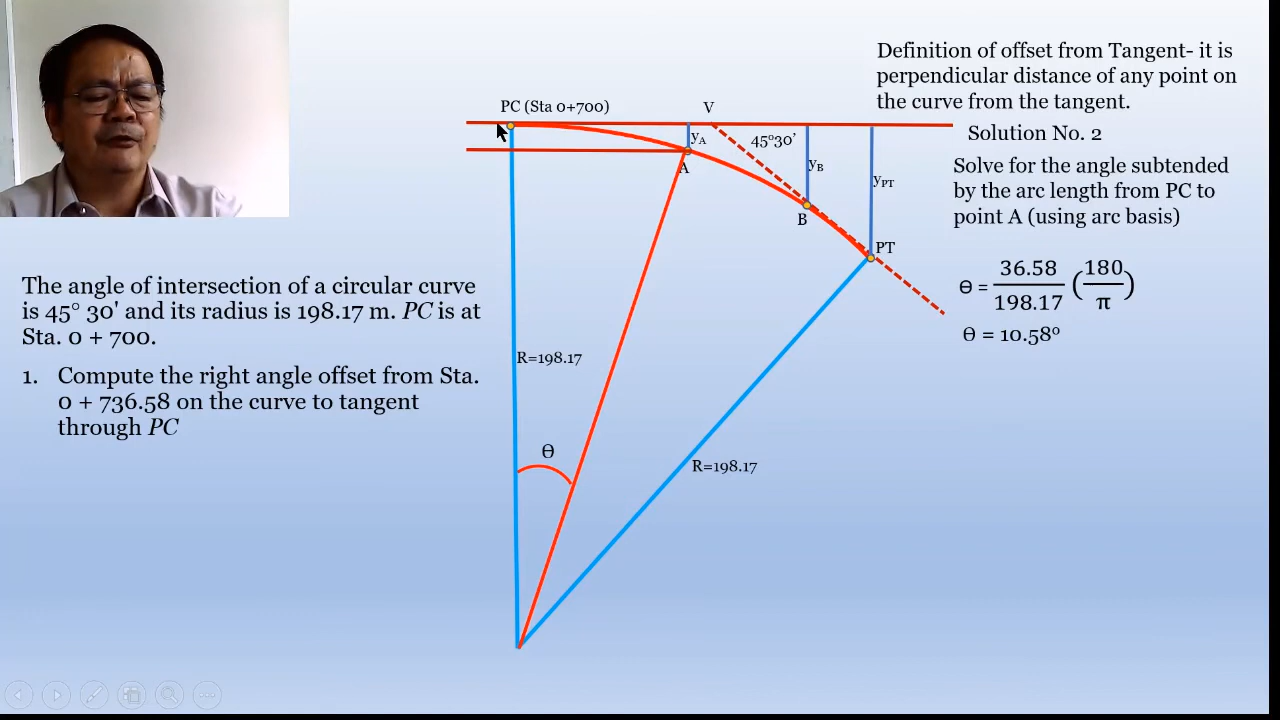 Definition of offset from Tangent- it is
perpendicular distance of any point on
the curve from the tangent.
Solution No. 2
Solve for the angle subtended
by the arc length from PC to
point A (using arc basis)
Ө = 36.58/198.17 (180/π)
Ө = 10.58°
PC (Sta 0+700)
V
45°30'
yA
A
yB
B
yPT
PT
R=198.17
R=198.17
Ө
The angle of intersection of a circular curve
is 45° 30' and its radius is 198.17 m. PC is at
Sta. 0 + 700.
1. Compute the right angle offset from Sta.
0 + 736.58 on the curve to tangent
through PC